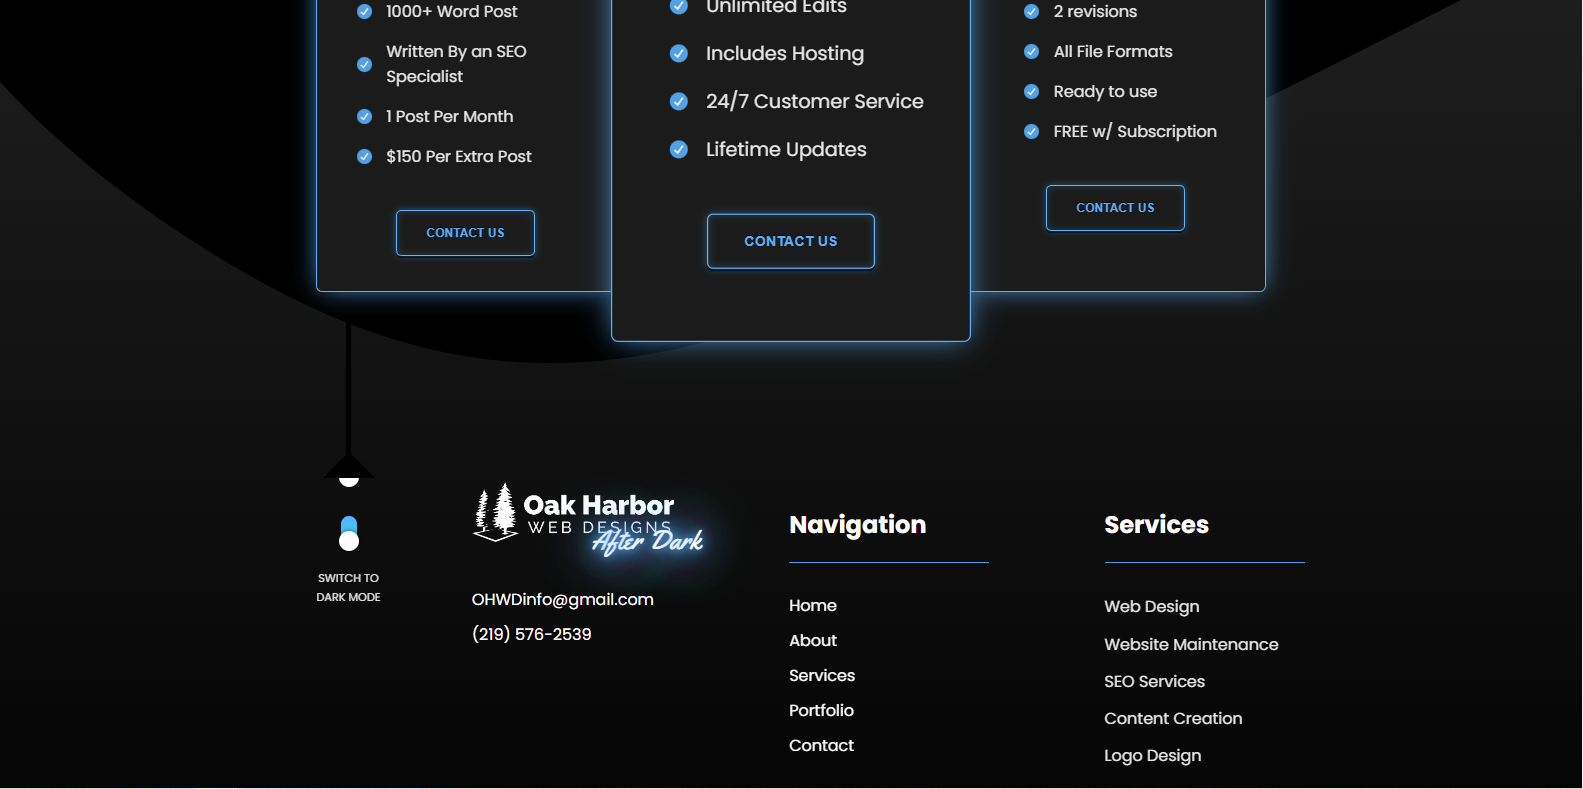 1000+ Word Post
Written By an SEO
Specialist
1 Post Per Month
$150 Per Extra Post
CONTACT US
Unlimited Edits
Includes Hosting
24/7 Customer Service
Lifetime Updates
CONTACT US
2 revisions
All File Formats
Ready to use
FREE w/ Subscription
CONTACT US
SWITCH TO
DARK MODE
Oak Harbor
WEB DESIGNS
After Dark
OHWDinfo@gmail.com
(219) 576-2539
Navigation
Home
About
Services
Portfolio
Contact
Services
Web Design
Website Maintenance
SEO Services
Content Creation
Logo Design